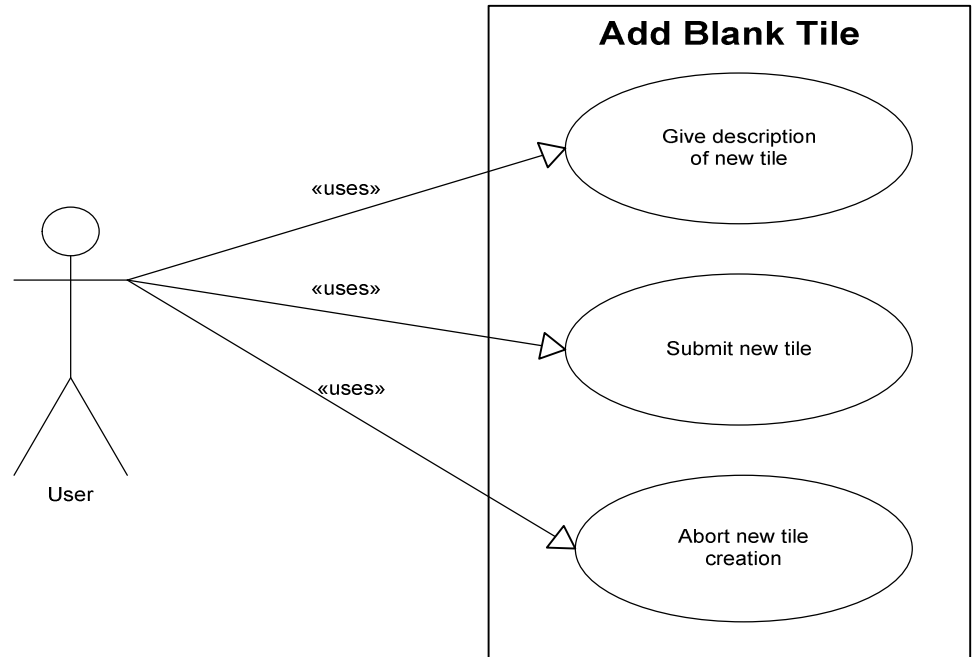 Add Blank Tile
Give description
of new tile
«uses»
«uses»
Submit new tile
«uses»
User
Abort new tile
creation